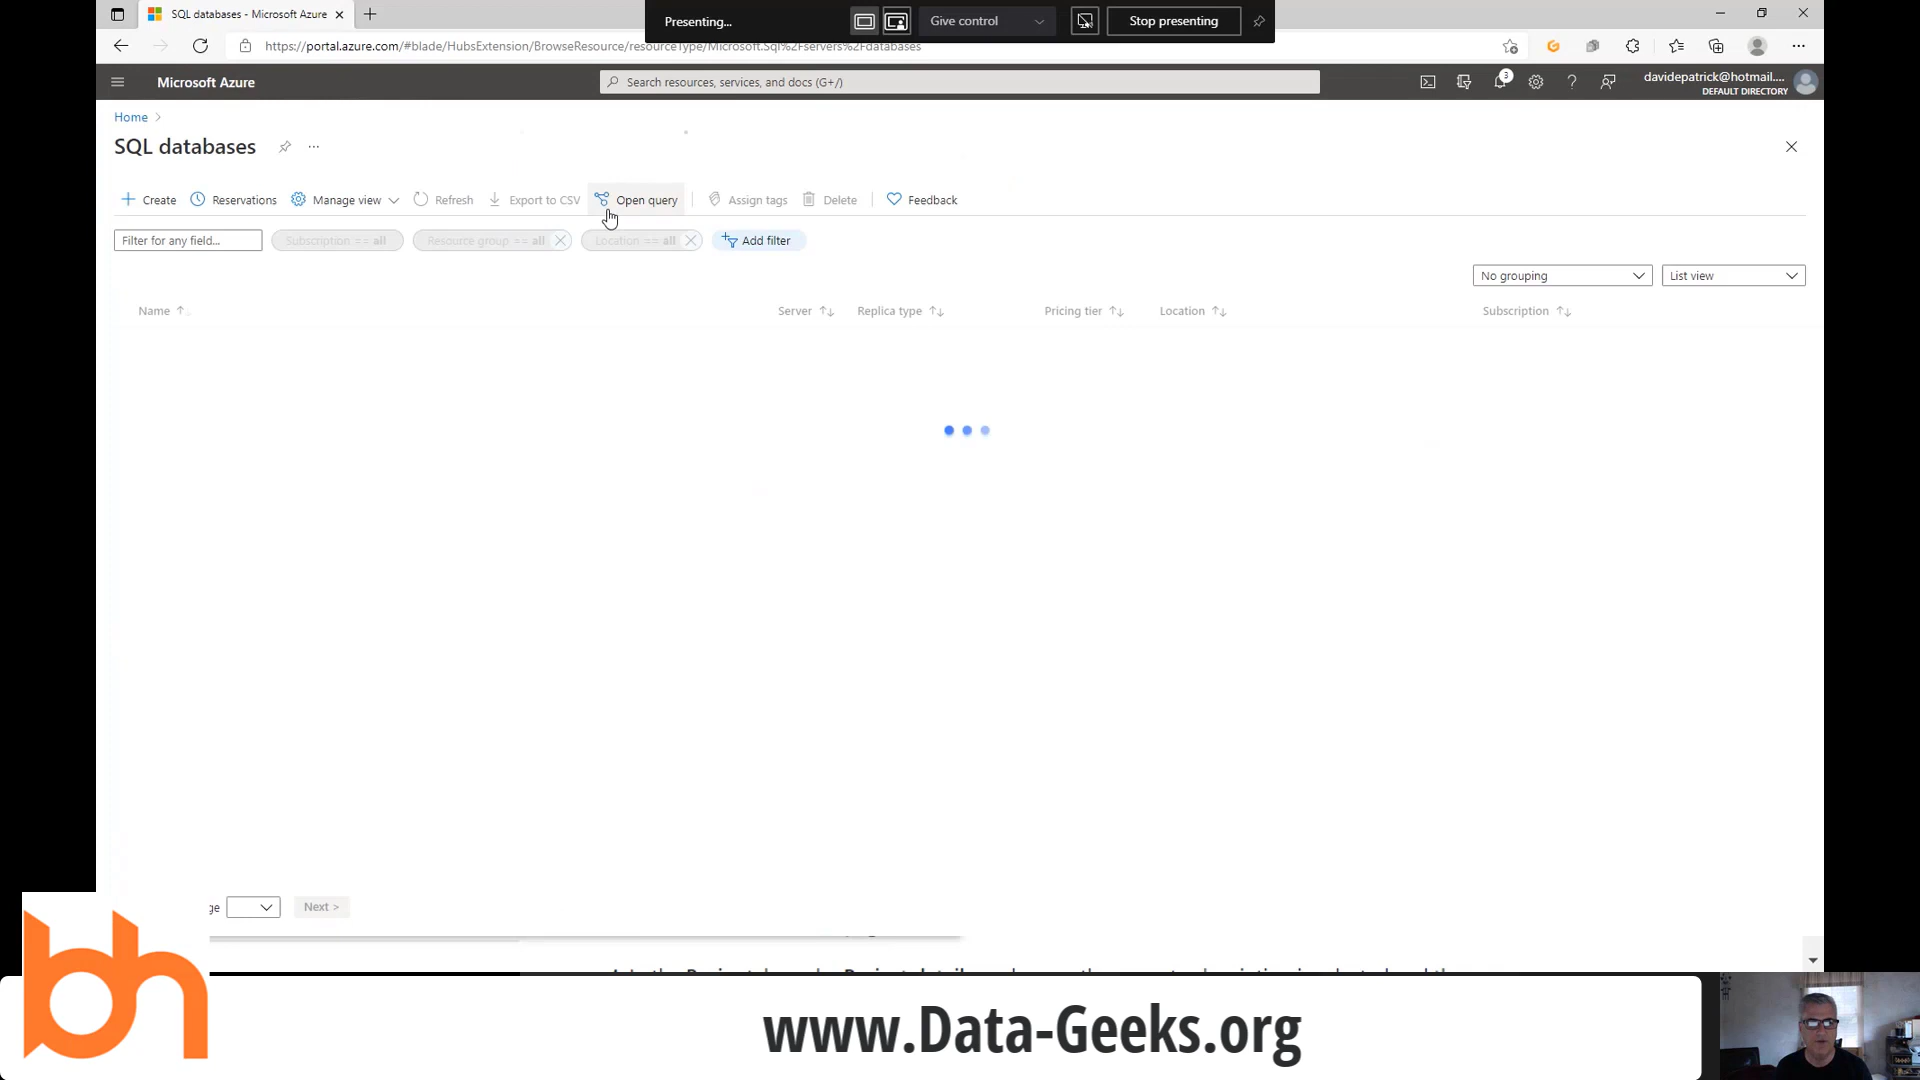 SQL databases - Microsoft Azure
Presenting...
Give control
Stop presenting
https://portal.azure.com/#blade/HubsExtension/BrowseResource/resourceType/Microsoft.Sql%2Fservers%2Fdatabases
Microsoft Azure
Search resources, services, and docs (G+/)
3
davidepatrick@hotmail....
DEFAULT DIRECTORY
Home >
SQL databases
Create
Reservations
Manage view
Refresh
Export to CSV
Open query
Assign tags
Delete
Feedback
Filter for any field...
Subscription == all
Resource group == all
Location == all
Add filter
No grouping
List view
Name
Server
Replica type
Pricing tier
Location
Subscription
ge
Next >
bh
www.Data-Geeks.org